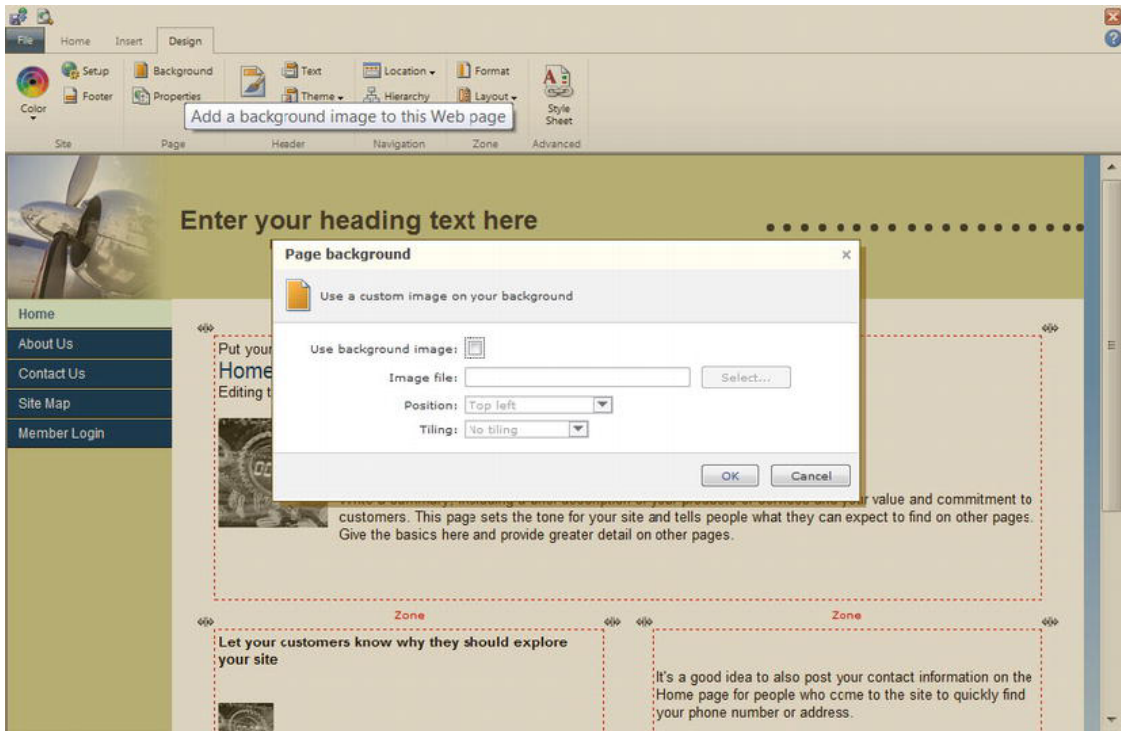 File Home Insert Design
Setup Background Text Location Format
Color Footer Properties Theme Hierarchy Layout Style Sheet
Add a background image to this Web page
Site Page Header Navigation Zone Advanced
Enter your heading text here
Page background
Use a custom image on your background
Home
About Us
Contact Us
Site Map
Member Login
Put your
Home
Editing t
Use background image:
Image file: Select...
Position: Top left
Tiling: No tiling
OK Cancel
value and commitment to
customers. This page sets the tone for your site and tells people what they can expect to find on other pages.
Give the basics here and provide greater detail on other pages.
Zone Zone
Let your customers know why they should explore
your site
It's a good idea to also post your contact information on the
Home page for people who come to the site to quickly find
your phone number or address.